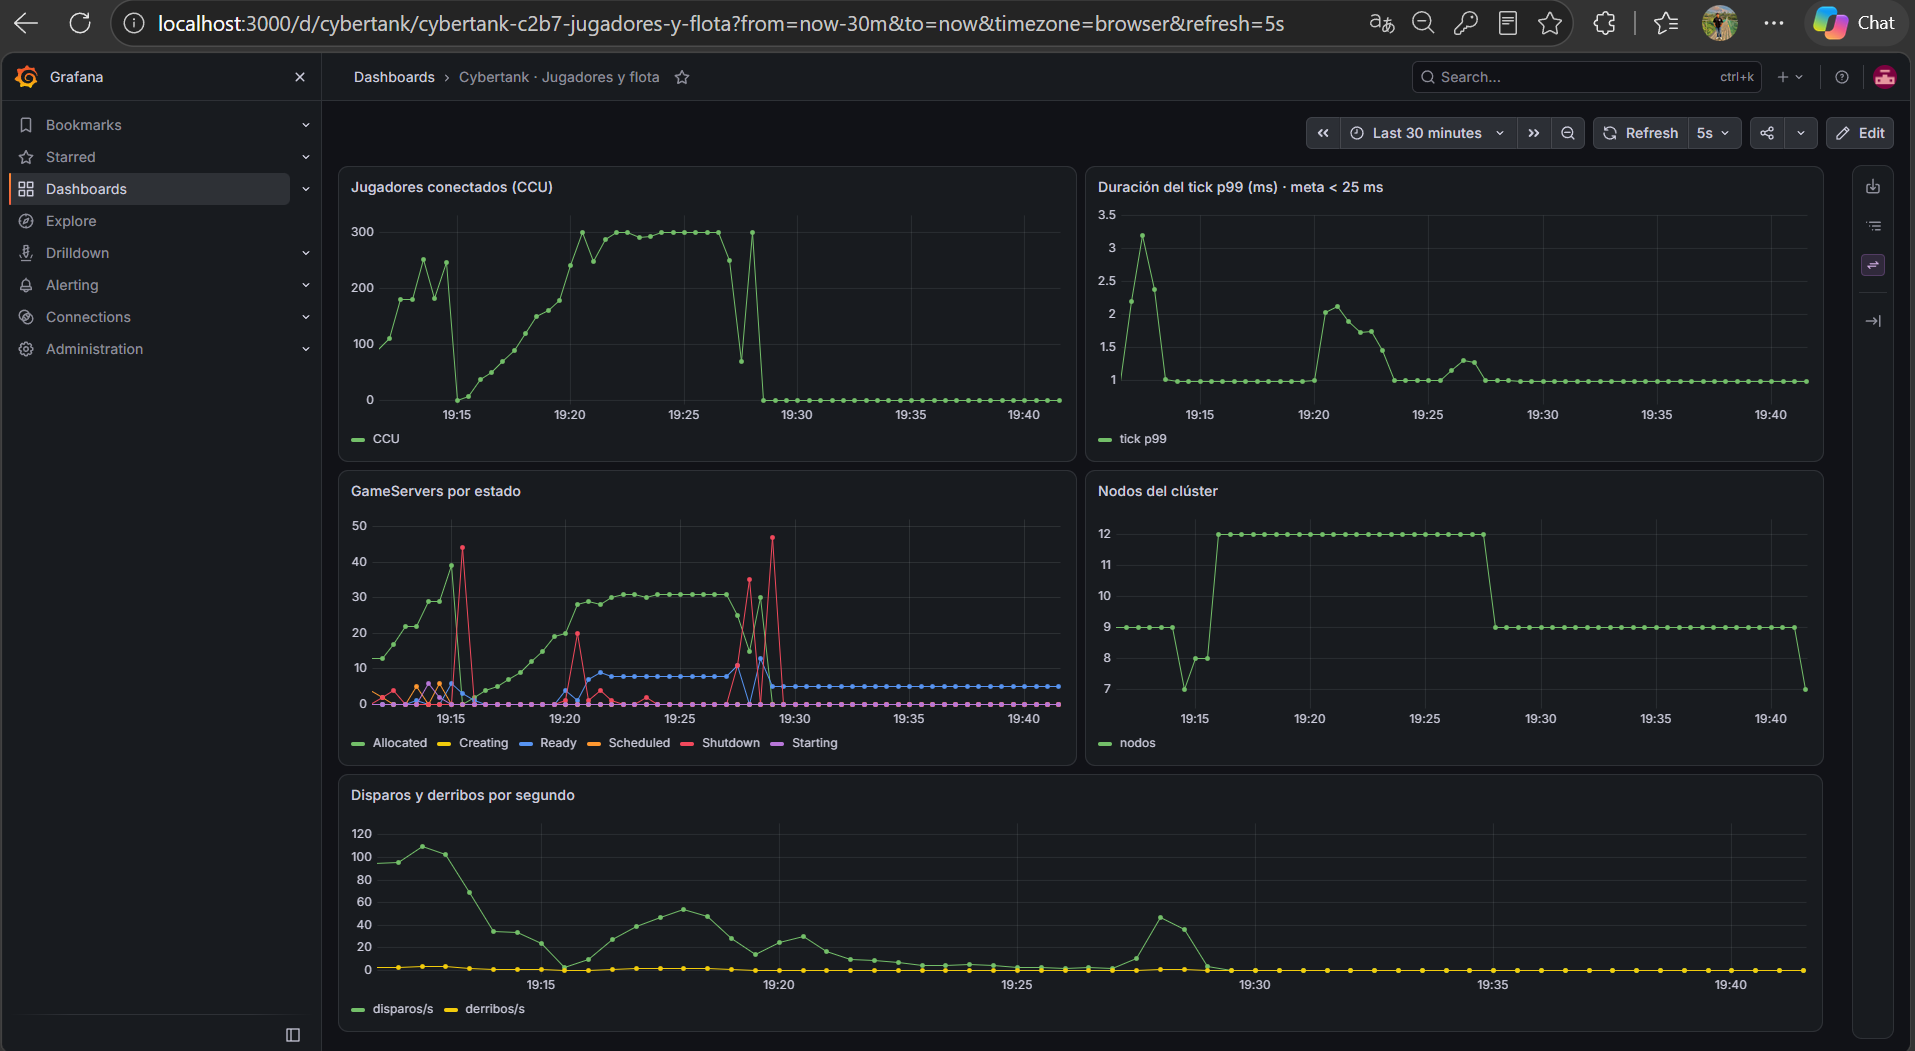 localhost:3000/d/cybertank/cybertank-c2b7-jugadores-y-flota?from=now-30m&to=now&timezone=browser&refresh=5s
Chat
Grafana
Dashboards › Cybertank · Jugadores y flota
Search... ctrl+k
Bookmarks
Starred
Dashboards
Explore
Drilldown
Alerting
Connections
Administration
Last 30 minutes
Refresh 5s
Edit
Jugadores conectados (CCU)
300
200
100
0
19:15 19:20 19:25 19:30 19:35 19:40
CCU
Duración del tick p99 (ms) · meta < 25 ms
3.5
3
2.5
2
1.5
1
19:15 19:20 19:25 19:30 19:35 19:40
tick p99
GameServers por estado
50
40
30
20
10
0
19:15 19:20 19:25 19:30 19:35 19:40
Allocated Creating Ready Scheduled Shutdown Starting
Nodos del clúster
12
11
10
9
8
7
19:15 19:20 19:25 19:30 19:35 19:40
nodos
Disparos y derribos por segundo
120
100
80
60
40
20
0
19:15 19:20 19:25 19:30 19:35 19:40
disparos/s derribos/s